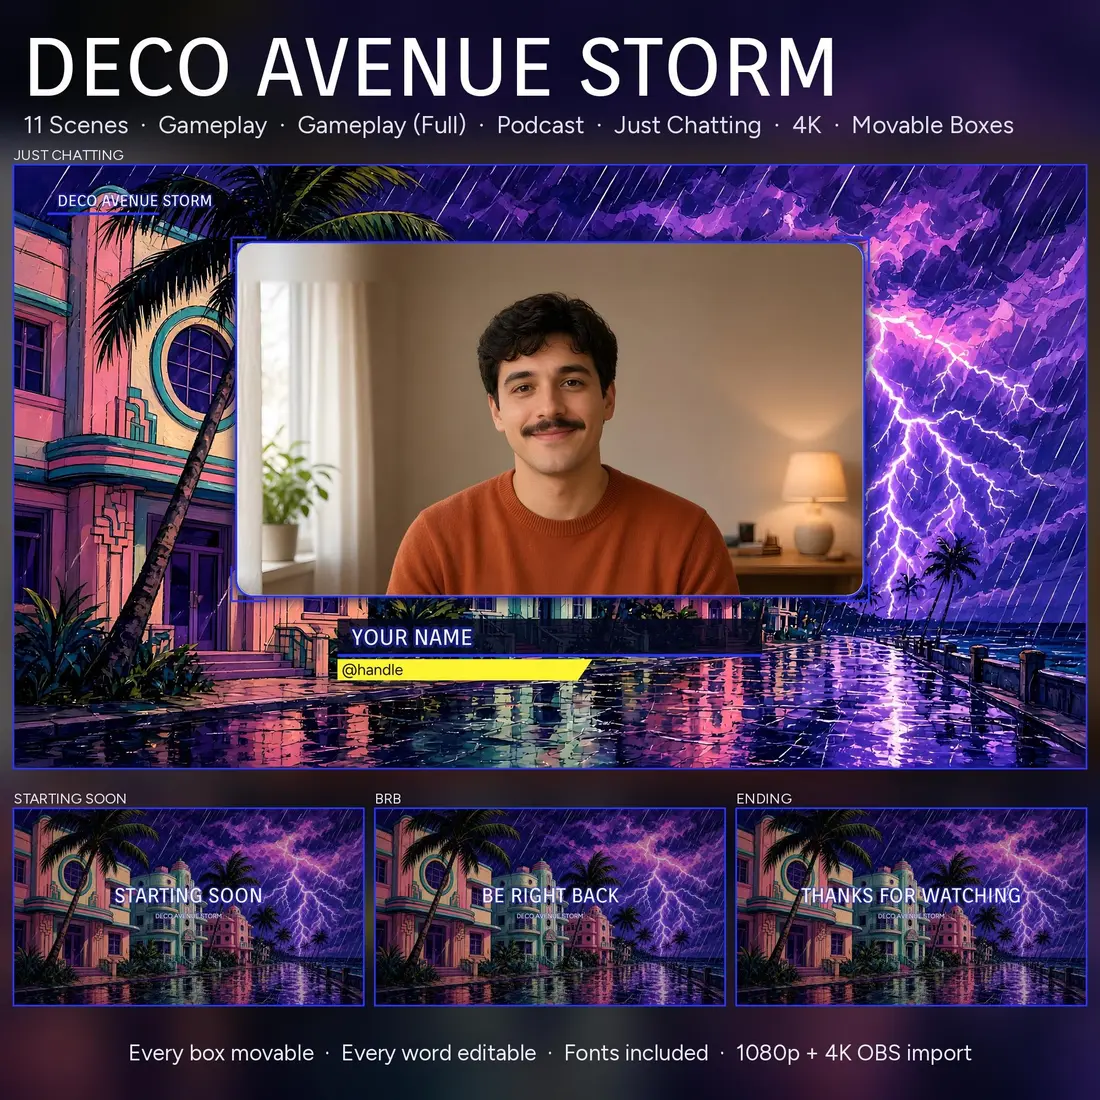 DECO AVENUE STORM
11 Scenes · Gameplay · Gameplay (Full) · Podcast · Just Chatting · 4K · Movable Boxes
JUST CHATTING
DECO AVENUE STORM
YOUR NAME
@handle
STARTING SOON
BRB
ENDING
STARTING SOON
DECO AVENUE STORM
BE RIGHT BACK
DECO AVENUE STORM
THANKS FOR WATCHING
DECO AVENUE STORM
Every box movable · Every word editable · Fonts included · 1080p + 4K OBS import